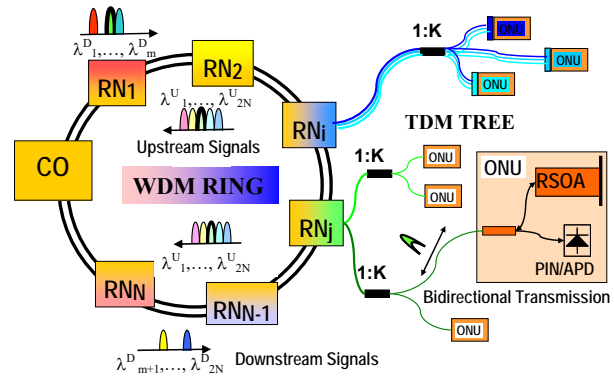 λᴰ₁,..., λᴰₘ
RN₁
RN₂
λᵁ₁,..., λᵁ₂N
Upstream Signals
RNᵢ
1:K
ONU
ONU
ONU
TDM TREE
CO
WDM RING
RNⱼ
1:K
ONU
ONU
ONU
RSOA
PIN/APD
Bidirectional Transmission
λᵁ₁,..., λᵁ₂N
1:K
ONU
RN_N
RN_N-1
λᴰₘ₊₁,..., λᴰ₂N
Downstream Signals